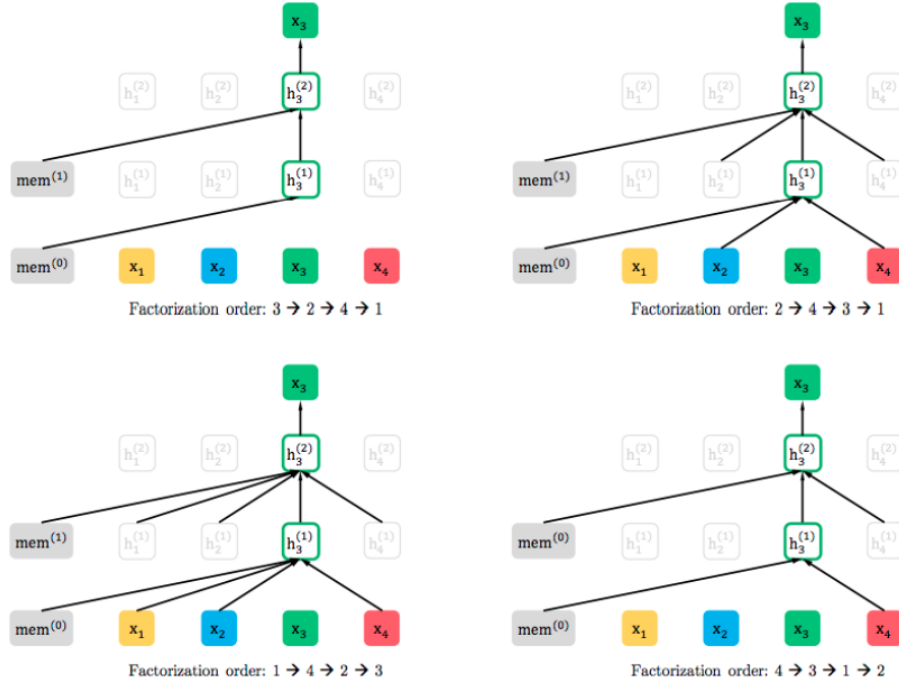 x₃ x₃
h₁⁽²⁾ h₂⁽²⁾ h₃⁽²⁾ h₄⁽²⁾ h₁⁽²⁾ h₂⁽²⁾ h₃⁽²⁾ h₄⁽²⁾
mem⁽¹⁾ h₁⁽¹⁾ h₂⁽¹⁾ h₃⁽¹⁾ h₄⁽¹⁾ mem⁽¹⁾ h₁⁽¹⁾ h₂⁽¹⁾ h₃⁽¹⁾ h₄⁽¹⁾
mem⁽⁰⁾ x₁ x₂ x₃ x₄ mem⁽⁰⁾ x₁ x₂ x₃ x₄
Factorization order: 3 → 2 → 4 → 1 Factorization order: 2 → 4 → 3 → 1
x₃ x₃
h₁⁽²⁾ h₂⁽²⁾ h₃⁽²⁾ h₄⁽²⁾ h₁⁽²⁾ h₂⁽²⁾ h₃⁽²⁾ h₄⁽²⁾
mem⁽¹⁾ h₁⁽¹⁾ h₂⁽¹⁾ h₃⁽¹⁾ h₄⁽¹⁾ mem⁽⁰⁾ h₁⁽¹⁾ h₂⁽¹⁾ h₃⁽¹⁾ h₄⁽¹⁾
mem⁽⁰⁾ x₁ x₂ x₃ x₄ mem⁽⁰⁾ x₁ x₂ x₃ x₄
Factorization order: 1 → 4 → 2 → 3 Factorization order: 4 → 3 → 1 → 2